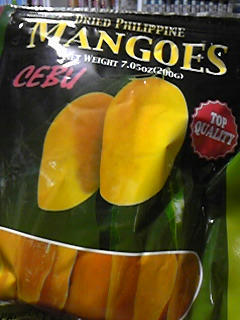 DRIED PHILIPPINE
MANGOES
NET WEIGHT 7.05OZ(200G)
CEBU
TOP
QUALITY